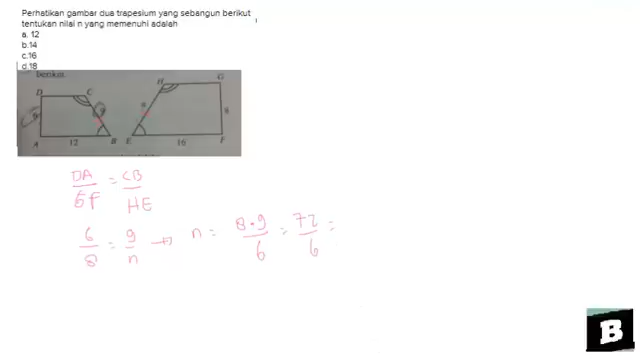 Perhatikan gambar dua trapesium yang sebangun berikut
tentukan nilai n yang memenuhi adalah
a. 12
b.14
c.16
d.18
berikut.
D C
H G
n
8
A 12 B E 16 F
DA/GF = CB/HE
6/8 = 9/n → n = 8·9/6 = 72/6 =
B